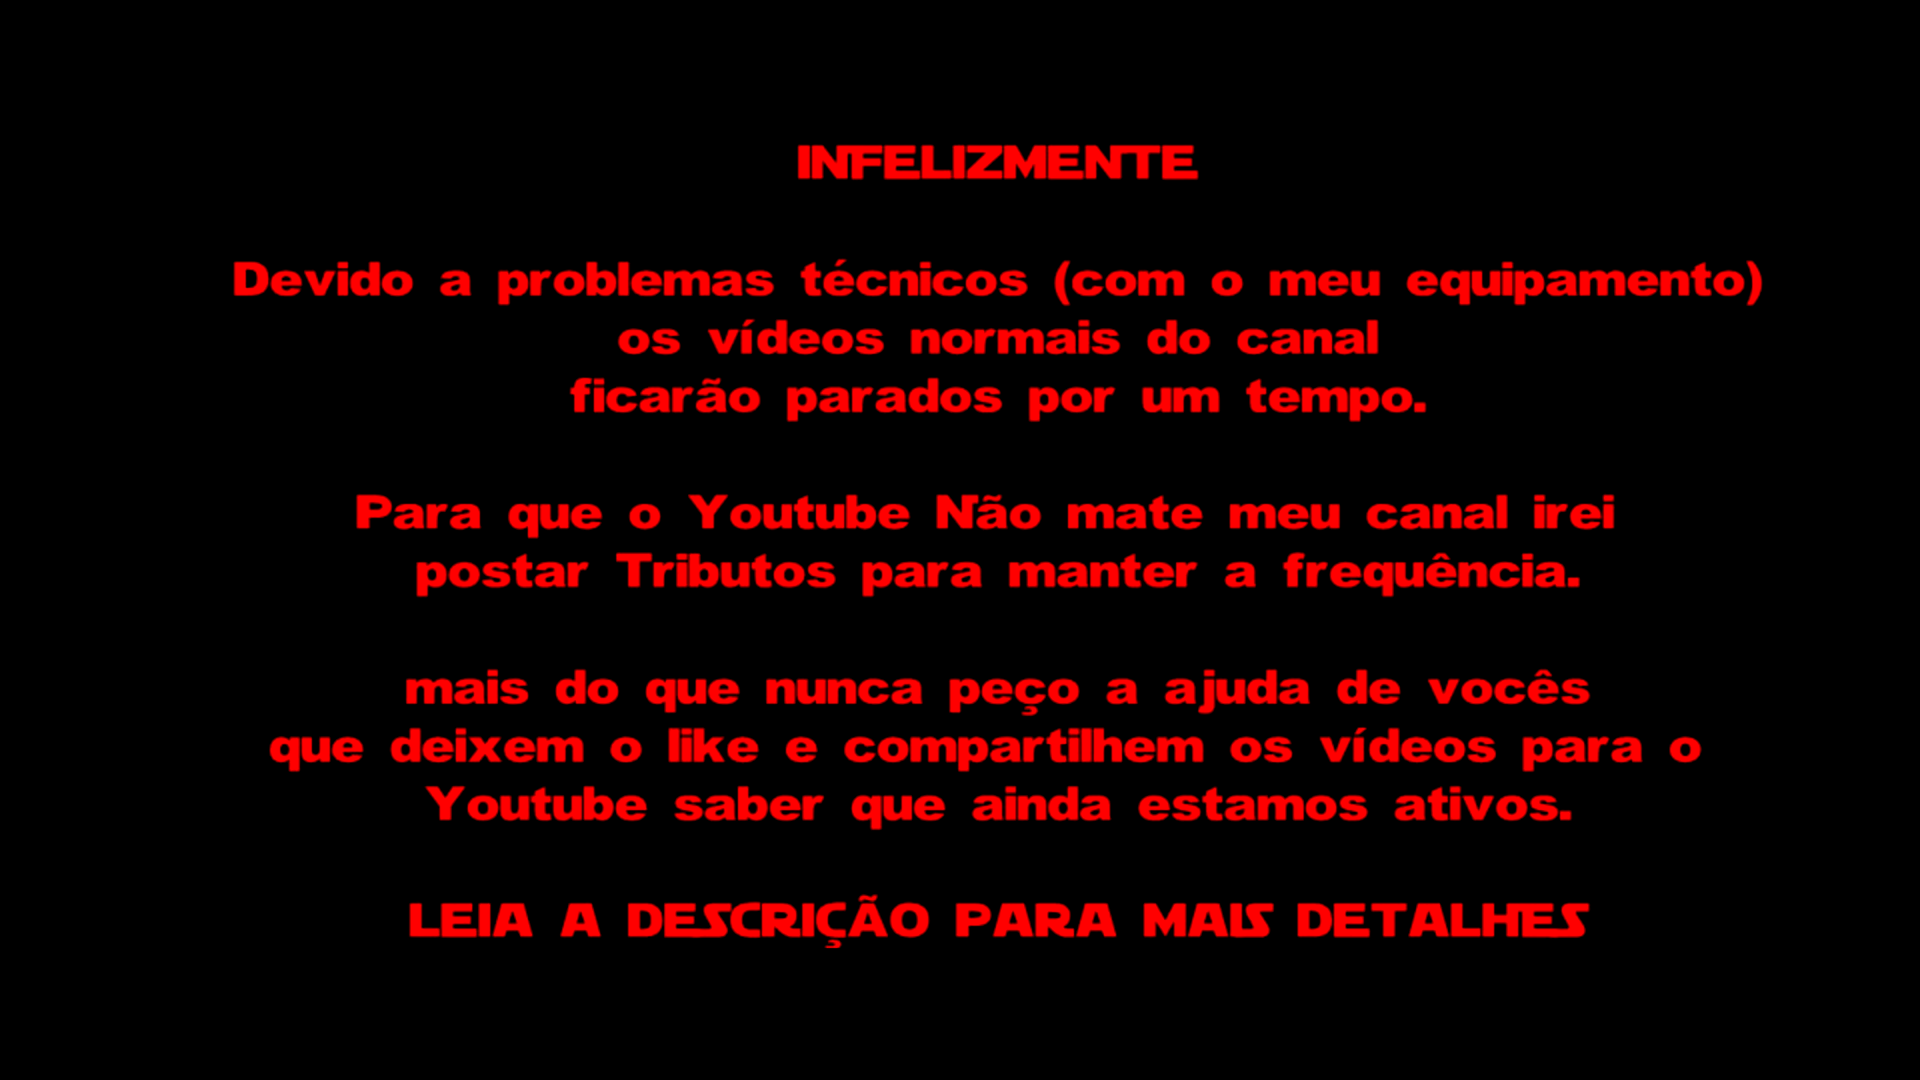 INFELIZMENTE
Devido a problemas técnicos (com o meu equipamento)
os vídeos normais do canal
ficarão parados por um tempo.
Para que o Youtube Não mate meu canal irei
postar Tributos para manter a frequência.
mais do que nunca peço a ajuda de vocês
que deixem o like e compartilhem os vídeos para o
Youtube saber que ainda estamos ativos.
LEIA A DESCRIÇÃO PARA MAIS DETALHES